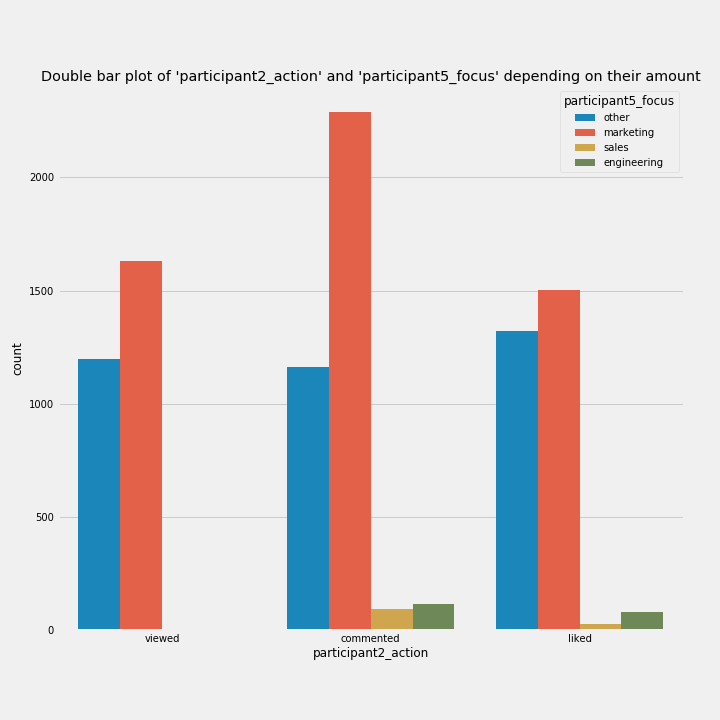 Double bar plot of 'participant2_action' and 'participant5_focus' depending on their amount
participant5_focus
other
marketing
sales
engineering
2000
1500
1000
500
0
count
viewed
commented
liked
participant2_action